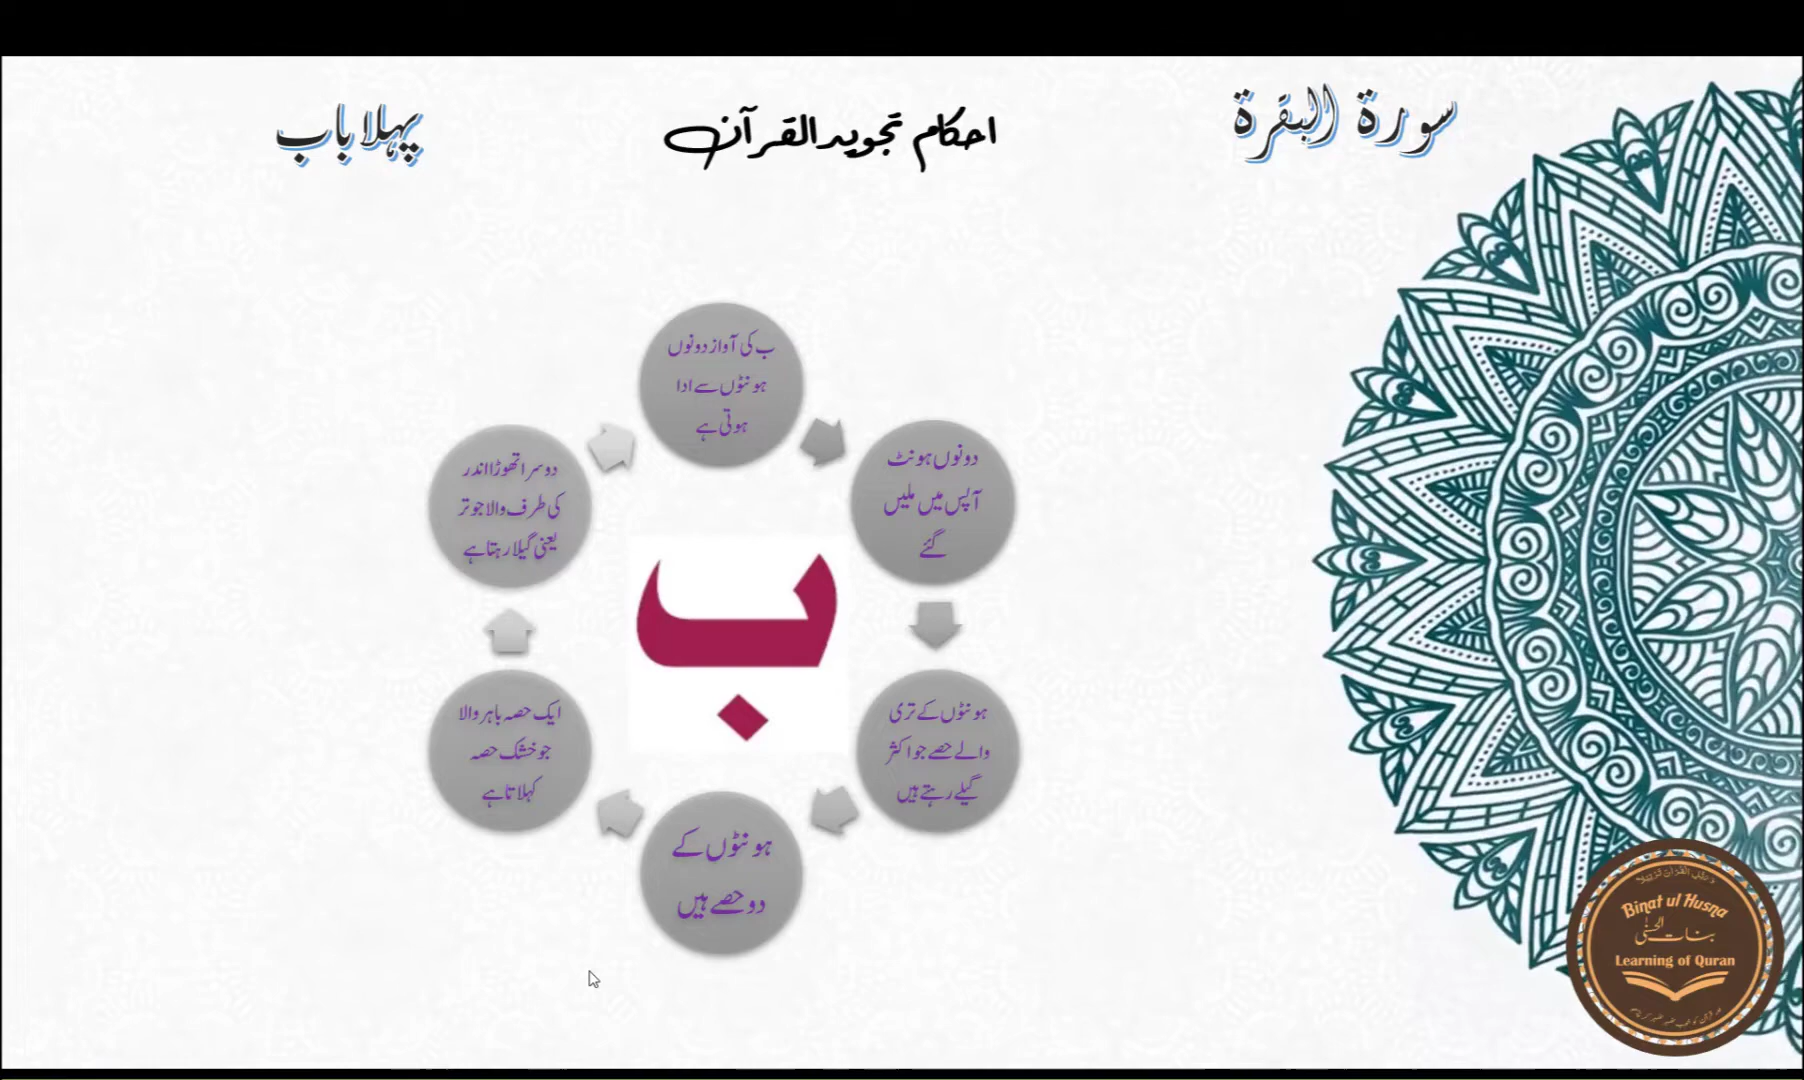 سورة البقرة
احکام تجوید القرآن
پہلا باب
ب کی آواز دونوں
ہونٹوں سے ادا
ہوتی ہے
دونوں ہونٹ
آپس میں ملیں
گئے
ہونٹوں کے تری
والے حصے جو اکثر
گیلے رہتے ہیں
ہونٹوں کے
دو حصے ہیں
ایک حصہ باہر والا
جو خشک حصہ
کہلاتا ہے
دوسرا تھوڑا اندر
کی طرف والا جو تر
یعنی گیلا رہتا ہے
ب
Binat ul Husna
بنات الحسنٰی
Learning of Quran